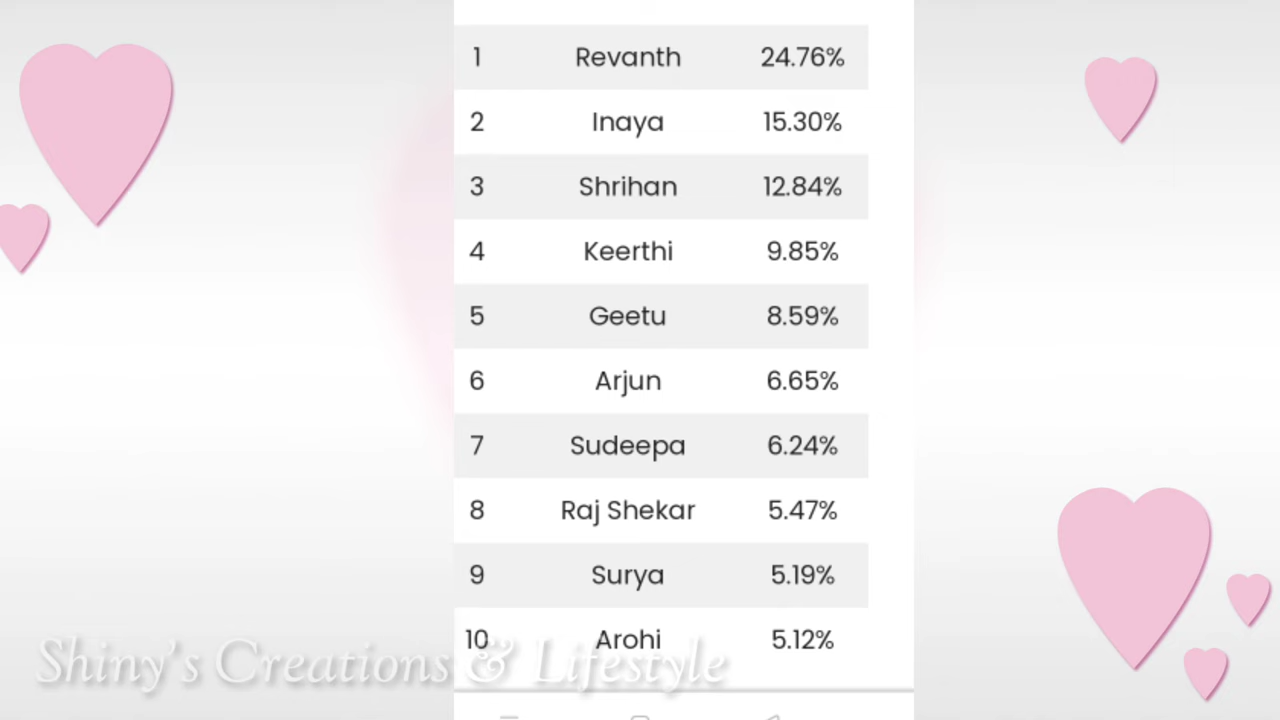 1 Revanth 24.76%
2 Inaya 15.30%
3 Shrihan 12.84%
4 Keerthi 9.85%
5 Geetu 8.59%
6 Arjun 6.65%
7 Sudeepa 6.24%
8 Raj Shekar 5.47%
9 Surya 5.19%
10 Arohi 5.12%
Shiny's Creations & Lifestyle